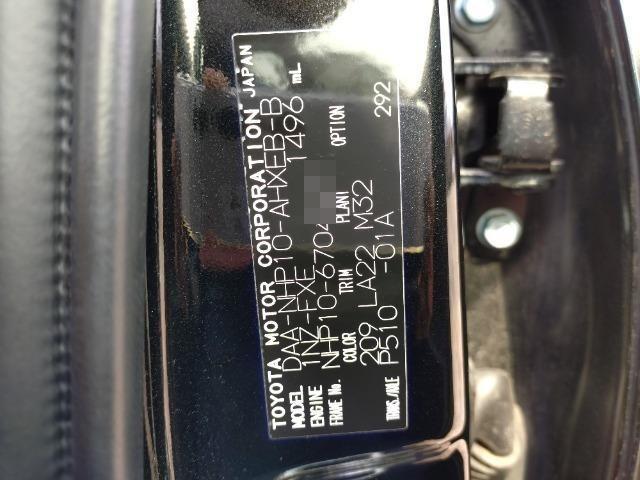 TOYOTA MOTOR CORPORATION JAPAN
MODEL DAA-NHP10-AHXEB-B
ENGINE 1NZ-FXE 1496 mL
FRAME No. NHP10-6704
COLOR TRIM PLANT OPTION
209 LA22 M32 292
TRANS./AXLE P510 -01A